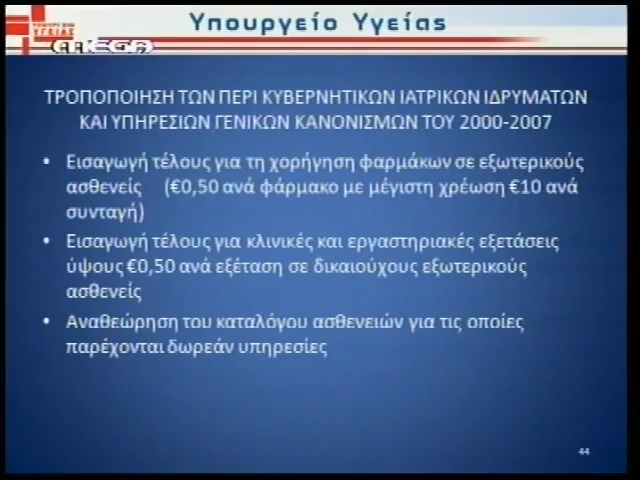 Υπουργείο Υγείας
ΥΠΟΥΡΓΕΙΟ
ΥΓΕΙΑΣ
MEGA
ΤΡΟΠΟΠΟΙΗΣΗ ΤΩΝ ΠΕΡΙ ΚΥΒΕΡΝΗΤΙΚΩΝ ΙΑΤΡΙΚΩΝ ΙΔΡΥΜΑΤΩΝ
ΚΑΙ ΥΠΗΡΕΣΙΩΝ ΓΕΝΙΚΩΝ ΚΑΝΟΝΙΣΜΩΝ ΤΟΥ 2000-2007
• Εισαγωγή τέλους για τη χορήγηση φαρμάκων σε εξωτερικούς
ασθενείς (€0,50 ανά φάρμακο με μέγιστη χρέωση €10 ανά
συνταγή)
• Εισαγωγή τέλους για κλινικές και εργαστηριακές εξετάσεις
ύψους €0,50 ανά εξέταση σε δικαιούχους εξωτερικούς
ασθενείς
• Αναθεώρηση του καταλόγου ασθενειών για τις οποίες
παρέχονται δωρεάν υπηρεσίες
44